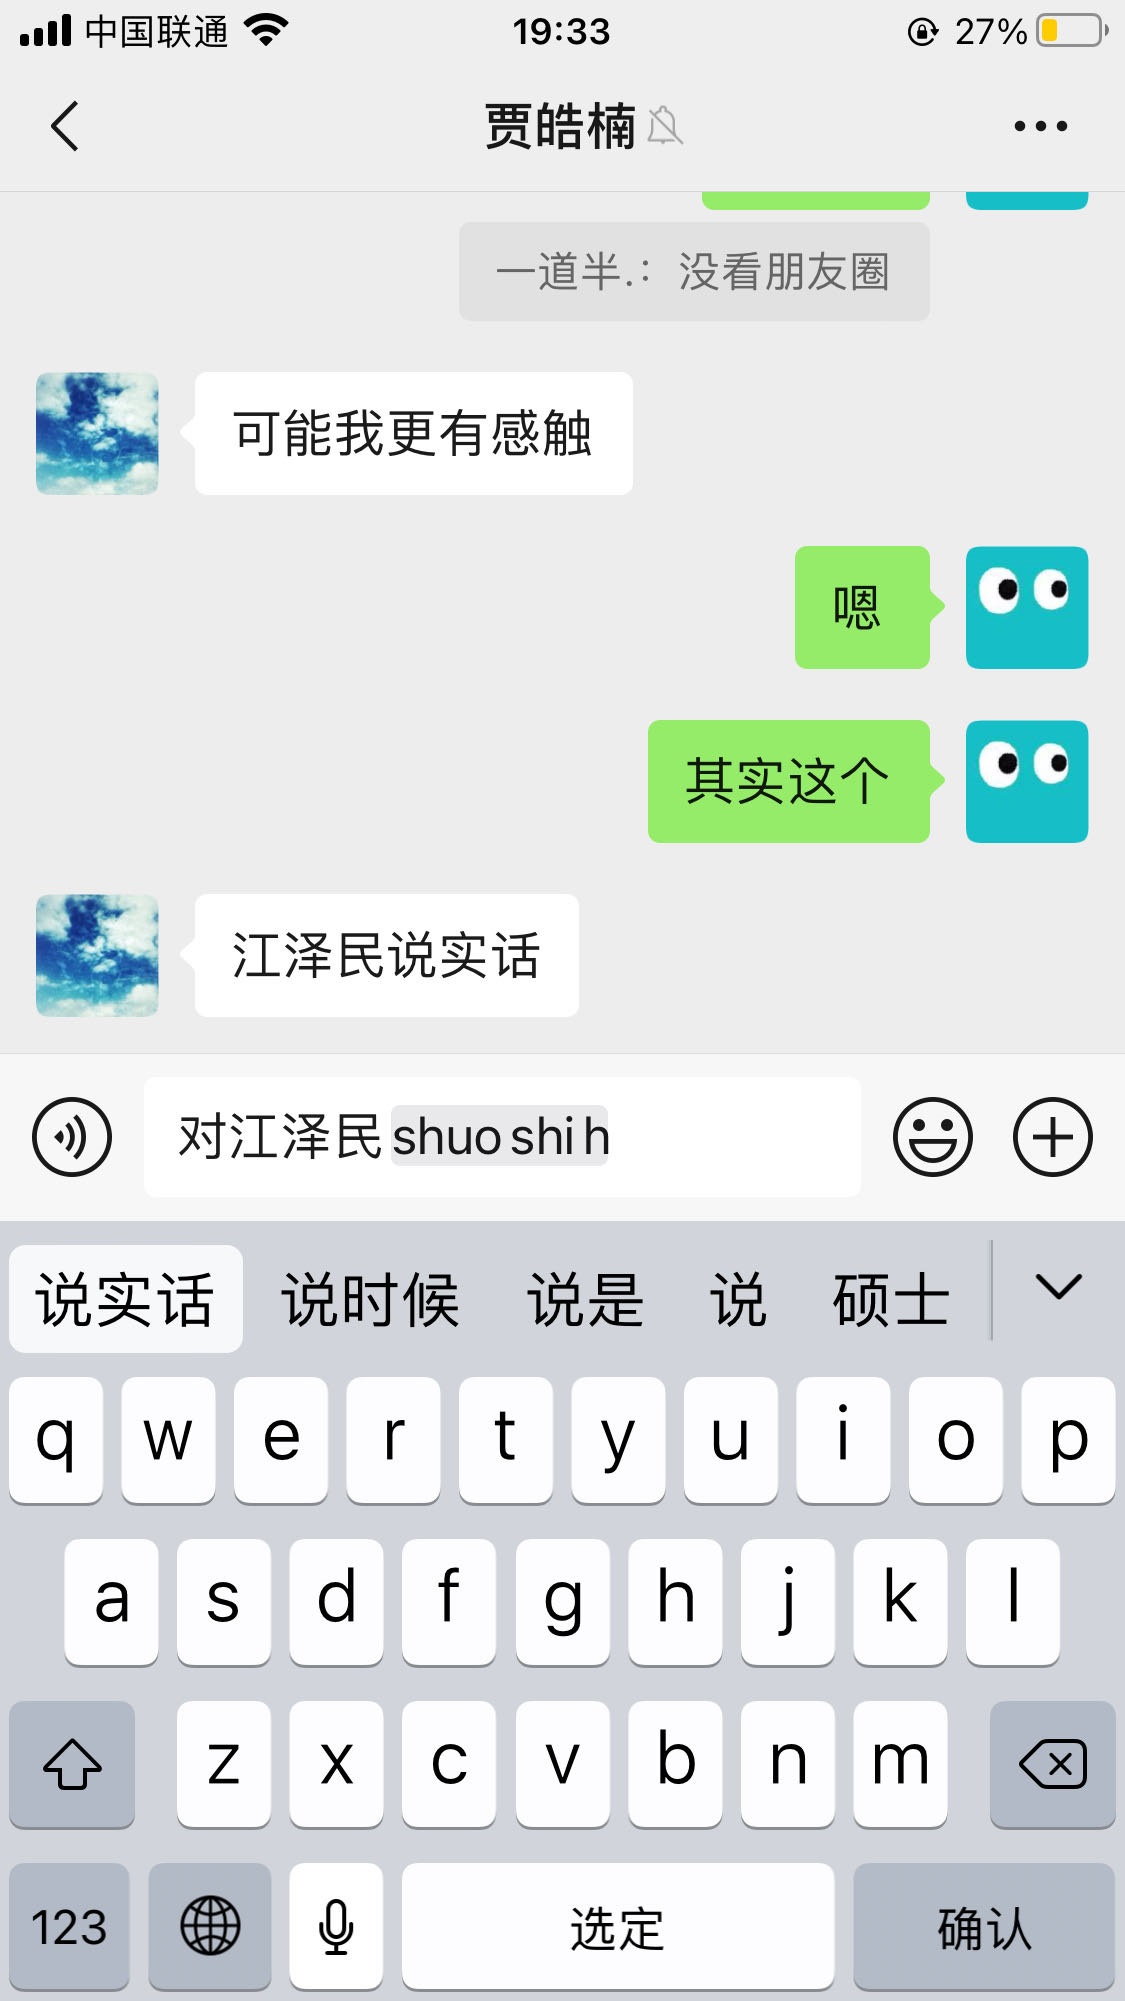 中国联通 19:33 27%
贾皓楠
一道半.：没看朋友圈
可能我更有感触
嗯
其实这个
江泽民说实话
对江泽民shuo shi h
说实话 说时候 说是 说 硕士
q w e r t y u i o p
a s d f g h j k l
z x c v b n m
123 选定 确认